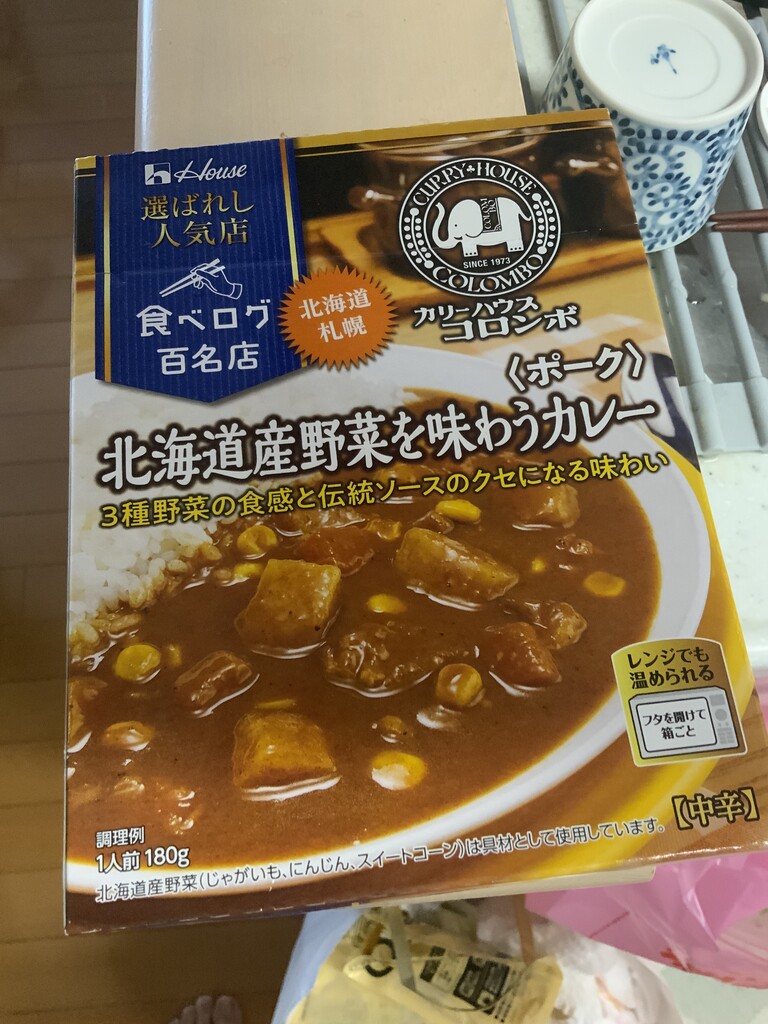 House
選ばれし
人気店
食べログ
百名店
北海道
札幌
CURRY HOUSE
COLOMBO
SINCE 1973
COLOMBO
カリーハウス
コロンボ
〈ポーク〉
北海道産野菜を味わうカレー
3種野菜の食感と伝統ソースのクセになる味わい
レンジでも
温められる
フタを開けて
箱ごと
【中辛】
調理例
1人前 180g
北海道産野菜(じゃがいも、にんじん、スイートコーン)は具材として使用しています。